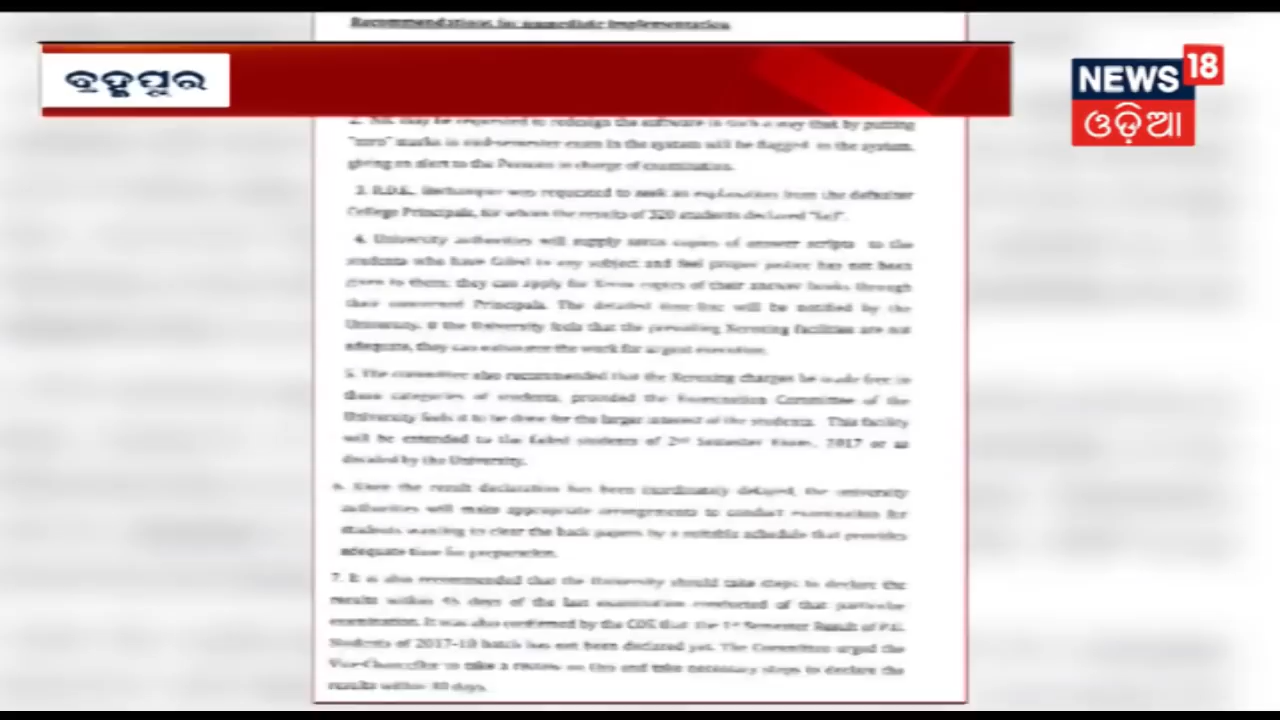 Recommendations for immediate implementation
ବ୍ରହ୍ମପୁର
NEWS 18
ଓଡ଼ିଆ
2. may be requested to redesign the software in such a way that by putting
"zero" marks in end-semester exam in the system will be flagged in the system,
giving an alert to the Persons in charge of examination.
3. R.D.E., Berhampur was requested to seek an explanation from the defaulter
College Principals, for whom the results of 320 students declared
4. University authorities will supply xerox copies of answer scripts to the
students who have failed in any subject and feel proper justice has not been
given to them; they can apply for Xerox copies of their answer books through
their concerned Principals. The detailed time-line will be notified by the
University. If the University feels that the prevailing Xeroxing facilities are not
adequate, they can outsource the work for urgent execution.
5. The committee also recommended that the Xeroxing charges be made free to
these categories of students, provided the Examination Committee of the
University feels it to be done for the larger interest of the students. This facility
will be extended to the failed students of 2nd Semester Exam, 2017 or as
decided by the University.
6. Since the result declaration has been inordinately delayed, the university
authorities will make appropriate arrangements to conduct examination for
students wanting to clear the back papers by a suitable schedule that provides
adequate time for preparation.
7. It is also recommended that the University should take steps to declare the
results within 45 days of the last examination conducted of that particular
examination. It was also confirmed by the COE that the 1st Semester Result of P.G.
Students of 2017-18 batch has not been declared yet. The Committee urged the
Vice-Chancellor to take a review on this and take necessary steps to declare the
results within 30 days.